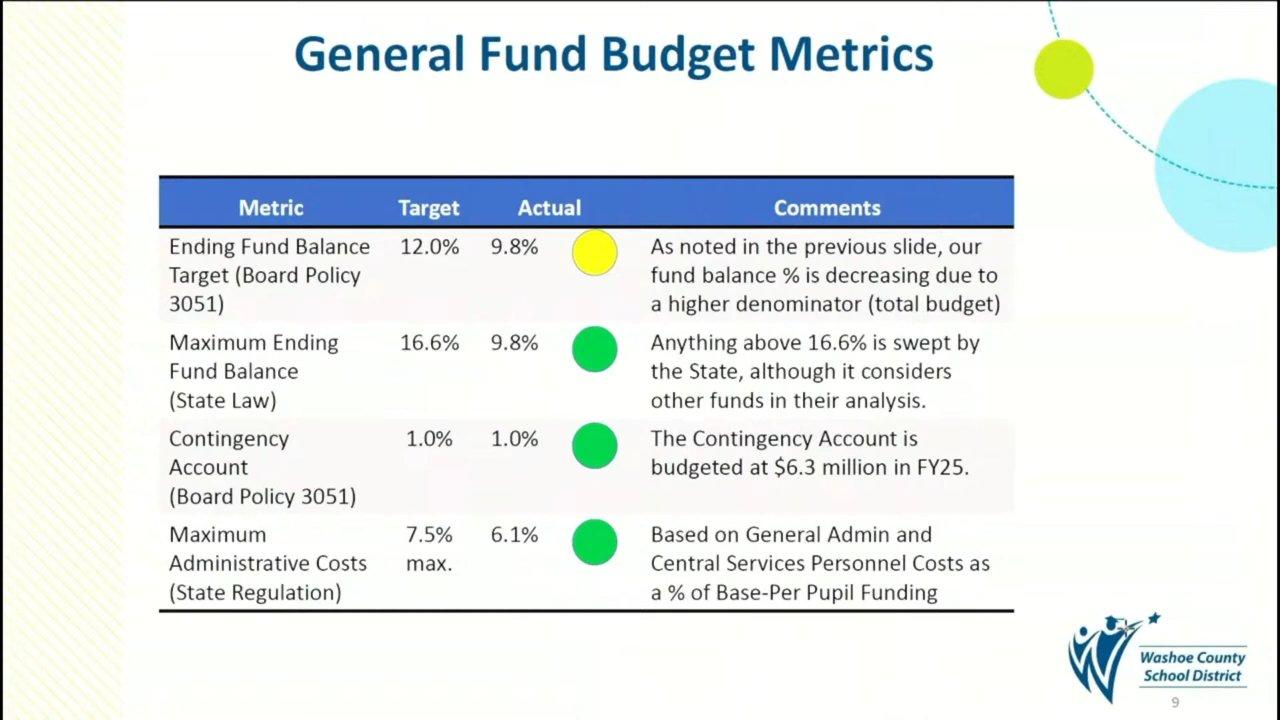 General Fund Budget Metrics
Metric Target Actual Comments
Ending Fund Balance 12.0% 9.8% As noted in the previous slide, our
Target (Board Policy fund balance % is decreasing due to
3051) a higher denominator (total budget)
Maximum Ending 16.6% 9.8% Anything above 16.6% is swept by
Fund Balance the State, although it considers
(State Law) other funds in their analysis.
Contingency 1.0% 1.0% The Contingency Account is
Account budgeted at $6.3 million in FY25.
(Board Policy 3051)
Maximum 7.5% 6.1% Based on General Admin and
Administrative Costs max. Central Services Personnel Costs as
(State Regulation) a % of Base-Per Pupil Funding
Washoe County
School District
9